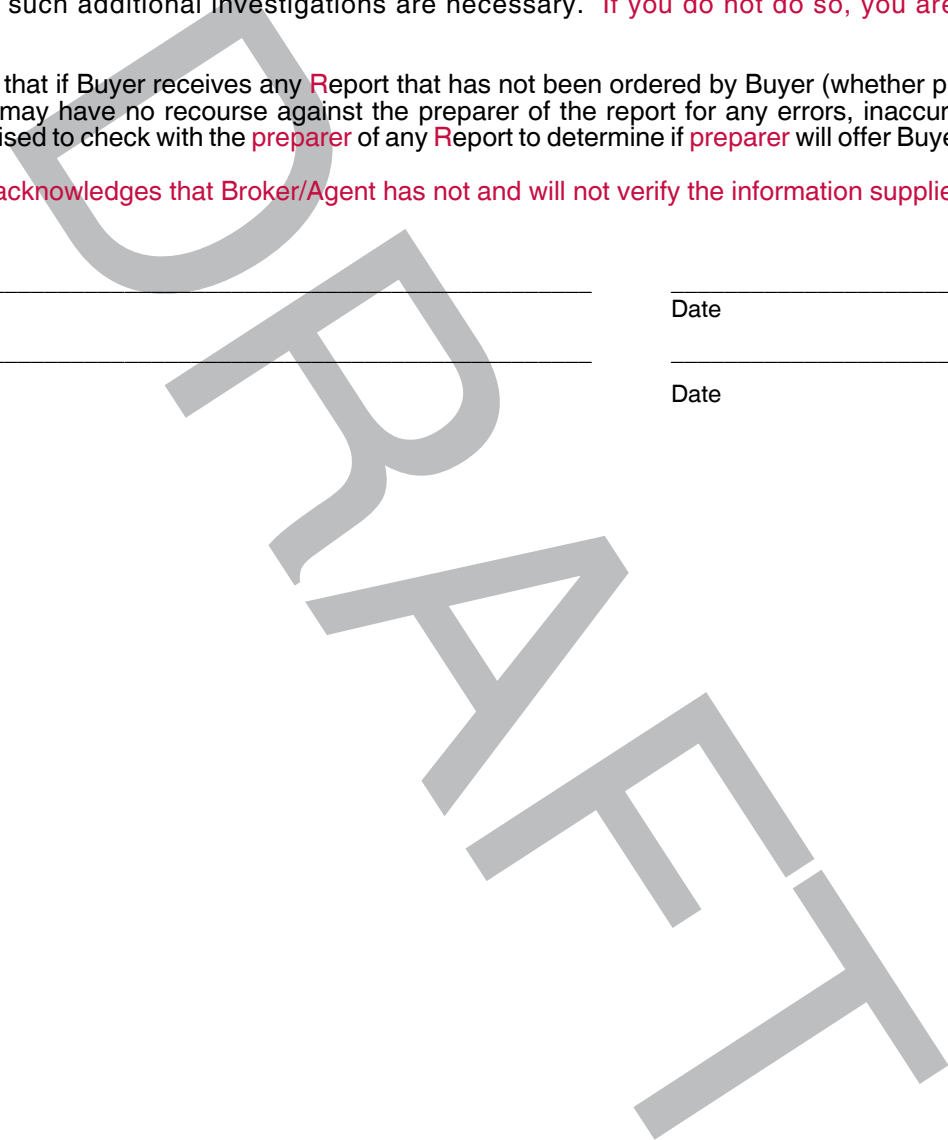 such additional investigations are necessary. If you do not do so, you are
that if Buyer receives any Report that has not been ordered by Buyer (whether p
may have no recourse against the preparer of the report for any errors,
ised to check with the preparer of any Report to determine if preparer will offer
acknowledges that Broker/Agent has not and will not verify the information
Date
Date
DRAFT